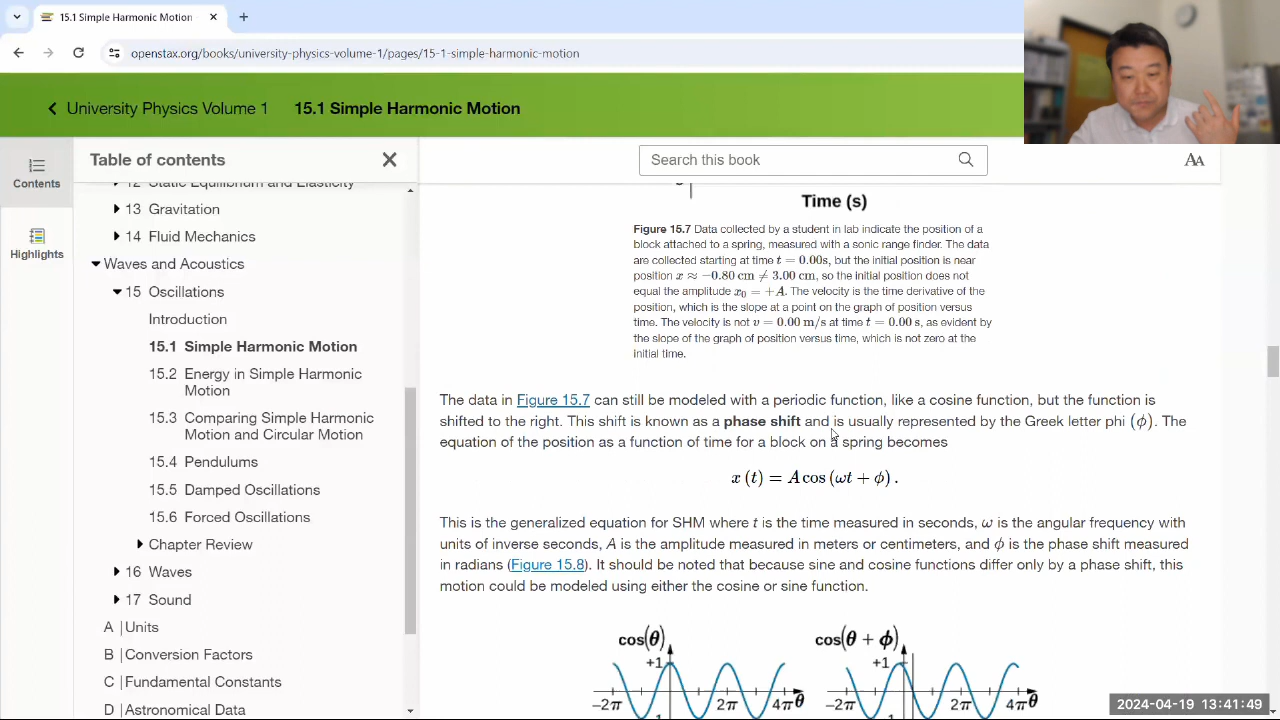 15.1 Simple Harmonic Motion
openstax.org/books/university-physics-volume-1/pages/15-1-simple-harmonic-motion
University Physics Volume 1
15.1 Simple Harmonic Motion
Contents
Highlights
Table of contents
12 Static Equilibrium and Elasticity
13 Gravitation
14 Fluid Mechanics
Waves and Acoustics
15 Oscillations
Introduction
15.1 Simple Harmonic Motion
15.2 Energy in Simple Harmonic
Motion
15.3 Comparing Simple Harmonic
Motion and Circular Motion
15.4 Pendulums
15.5 Damped Oscillations
15.6 Forced Oscillations
Chapter Review
16 Waves
17 Sound
A | Units
B | Conversion Factors
C | Fundamental Constants
D | Astronomical Data
Search this book
AA
Time (s)
Figure 15.7 Data collected by a student in lab indicate the position of a
block attached to a spring, measured with a sonic range finder. The data
are collected starting at time t = 0.00s, but the initial position is near
position x ≈ −0.80 cm ≠ 3.00 cm, so the initial position does not
equal the amplitude x₀ = +A. The velocity is the time derivative of the
position, which is the slope at a point on the graph of position versus
time. The velocity is not v = 0.00 m/s at time t = 0.00 s, as evident by
the slope of the graph of position versus time, which is not zero at the
initial time.
The data in Figure 15.7 can still be modeled with a periodic function, like a cosine function, but the function is
shifted to the right. This shift is known as a phase shift and is usually represented by the Greek letter phi (ϕ). The
equation of the position as a function of time for a block on a spring becomes
x (t) = A cos (ωt + ϕ) .
This is the generalized equation for SHM where t is the time measured in seconds, ω is the angular frequency with
units of inverse seconds, A is the amplitude measured in meters or centimeters, and ϕ is the phase shift measured
in radians (Figure 15.8). It should be noted that because sine and cosine functions differ only by a phase shift, this
motion could be modeled using either the cosine or sine function.
cos(θ)
+1
−2π 2π 4π θ
cos(θ + ϕ)
+1
−2π 2π 4π θ
2024-04-19 13:41:49